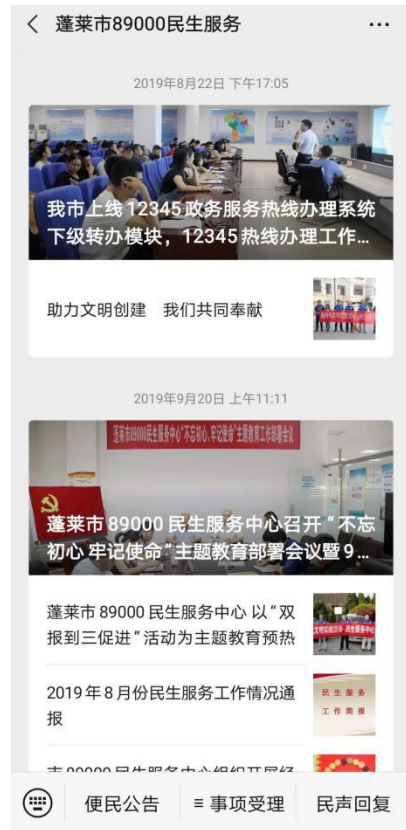 蓬莱市89000民生服务
2019年8月22日 下午17:05
我市上线12345政务服务热线办理系统
下级转办模块，12345热线办理工作...
助力文明创建 我们共同奉献
2019年9月20日 上午11:11
蓬莱市89000民生服务中心"不忘初心、牢记使命"主题教育工作部署会议
蓬莱市89000民生服务中心召开"不忘
初心 牢记使命"主题教育部署会议暨9...
蓬莱市89000民生服务中心 以"双
报到三促进"活动为主题教育预热
2019年8月份民生服务工作情况通
报
民生服务
工作简报
便民公告
≡ 事项受理
民声回复